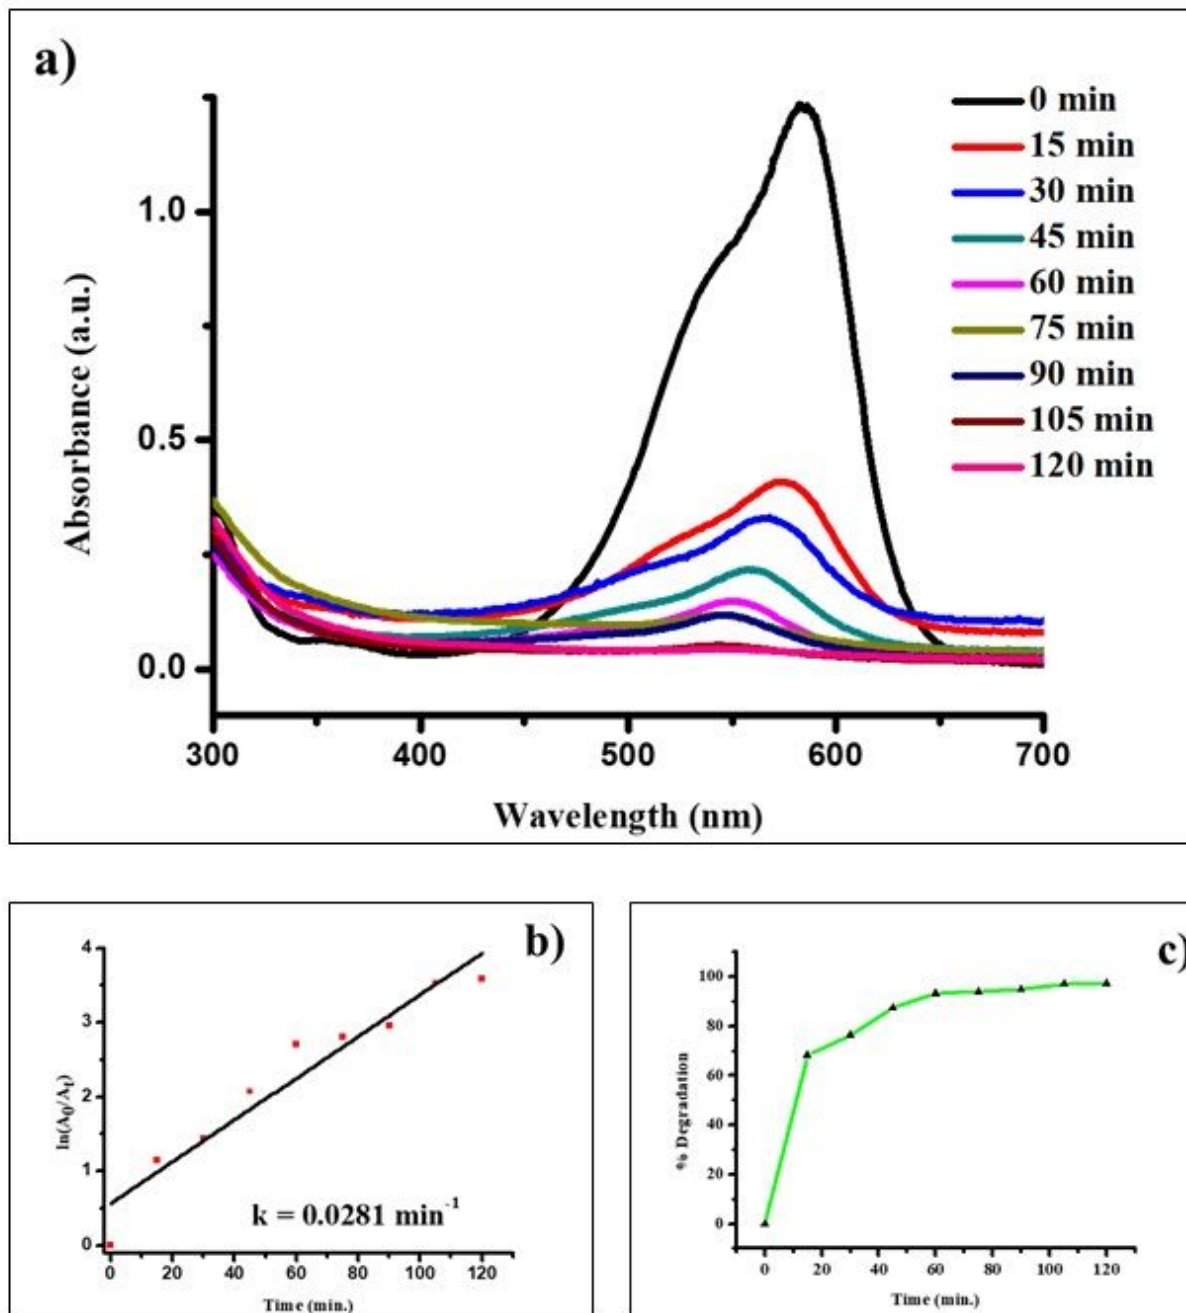 a)
0 min
15 min
30 min
45 min
60 min
75 min
90 min
105 min
120 min
1.0
0.5
0.0
Absorbance (a.u.)
300 400 500 600 700
Wavelength (nm)
b)
4
3
2
1
0
ln(A0/At)
k = 0.0281 min-1
0 20 40 60 80 100 120
Time (min.)
c)
100
80
60
40
20
0
% Degradation
0 20 40 60 80 100 120
Time (min.)